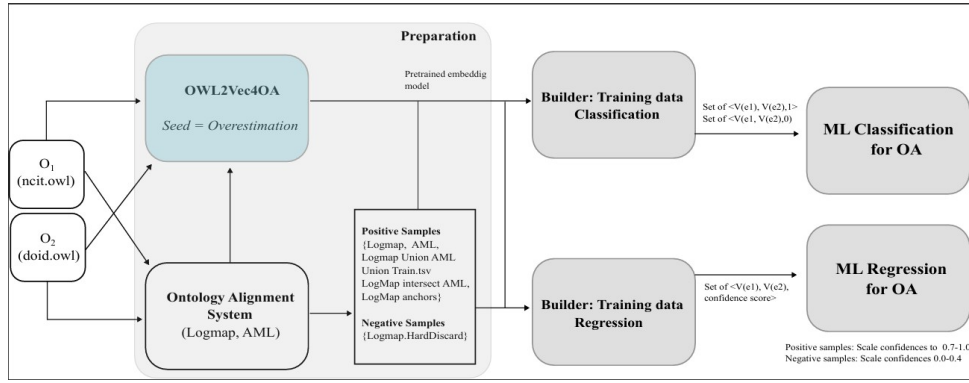 Preparation
OWL2Vec4OA
Seed = Overestimation
Pretrained embeddig
model
Builder: Training data
Classification
Set of <V(e1), V(e2),1>
Set of <V(e1, V(e2),0)
ML Classification
for OA
O1
(ncit.owl)
O2
(doid.owl)
Ontology Alignment
System
(Logmap, AML)
Positive Samples
{Logmap, AML,
Logmap Union AML
Union Train.tsv
LogMap intersect AML,
LogMap anchors}
Negative Samples
{Logmap.HardDiscard}
Builder: Training data
Regression
Set of <V(e1), V(e2),
confidence score>
ML Regression
for OA
Positive samples: Scale confidences to 0.7-1.0
Negative samples: Scale confidences 0.0-0.4